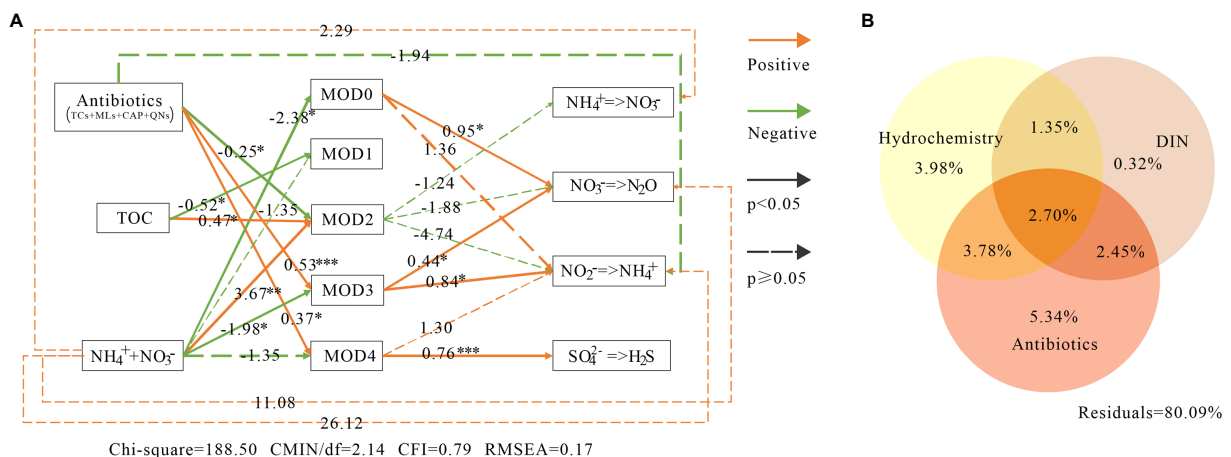 A
2.29
-1.94
Antibiotics
(TCs+MLs+CAP+QNs)
TOC
NH₄⁺+NO₃⁻
MOD0
MOD1
MOD2
MOD3
MOD4
-2.38*
-0.25*
-0.52*
-1.35
0.47*
0.53***
3.67**
-1.98*
0.37*
-1.35
0.95*
1.36
-1.24
-1.88
-4.74
0.44*
0.84*
1.30
0.76***
NH₄⁺=>NO₃⁻
NO₃⁻=>N₂O
NO₂⁻=>NH₄⁺
SO₄²⁻=>H₂S
11.08
26.12
Chi-square=188.50 CMIN/df=2.14 CFI=0.79 RMSEA=0.17
Positive
Negative
p<0.05
p≥0.05
B
Hydrochemistry
3.98%
1.35%
DIN
0.32%
2.70%
3.78%
2.45%
5.34%
Antibiotics
Residuals=80.09%